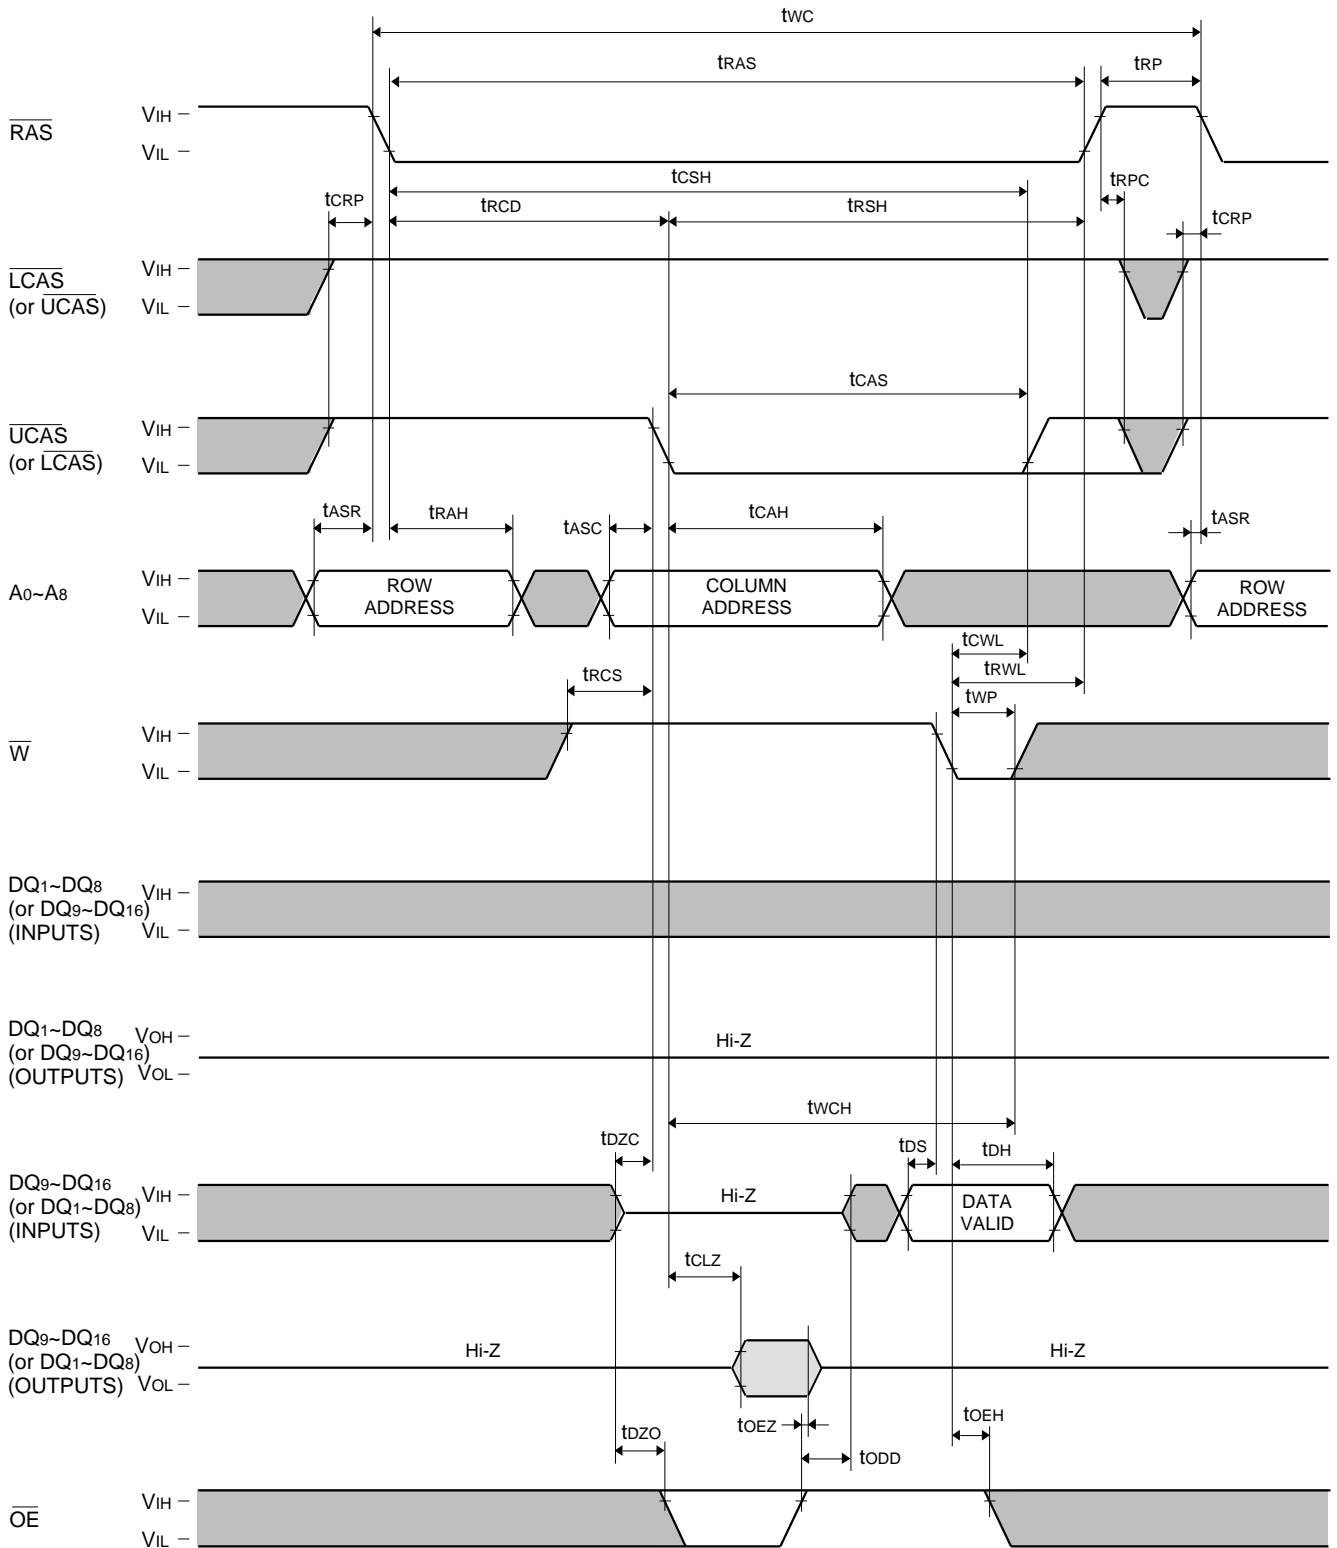 tWC
tRAS
tRP
RAS
VIH
VIL
tCSH
tCRP
tRCD
tRSH
tRPC
tCRP
LCAS
(or UCAS)
VIH
VIL
tCAS
UCAS
(or LCAS)
VIH
VIL
tASR
tRAH
tASC
tCAH
tASR
A0~A8
VIH
VIL
ROW
ADDRESS
COLUMN
ADDRESS
ROW
ADDRESS
tCWL
tRWL
tRCS
tWP
W
VIH
VIL
DQ1~DQ8
(or DQ9~DQ16)
(INPUTS)
VIH
VIL
DQ1~DQ8
(or DQ9~DQ16)
(OUTPUTS)
VOH
VOL
Hi-Z
tWCH
tDZC
tDS
tDH
DQ9~DQ16
(or DQ1~DQ8)
(INPUTS)
VIH
VIL
Hi-Z
DATA
VALID
tCLZ
DQ9~DQ16
(or DQ1~DQ8)
(OUTPUTS)
VOH
VOL
Hi-Z
Hi-Z
tDZO
tOEZ
tODD
tOEH
OE
VIH
VIL